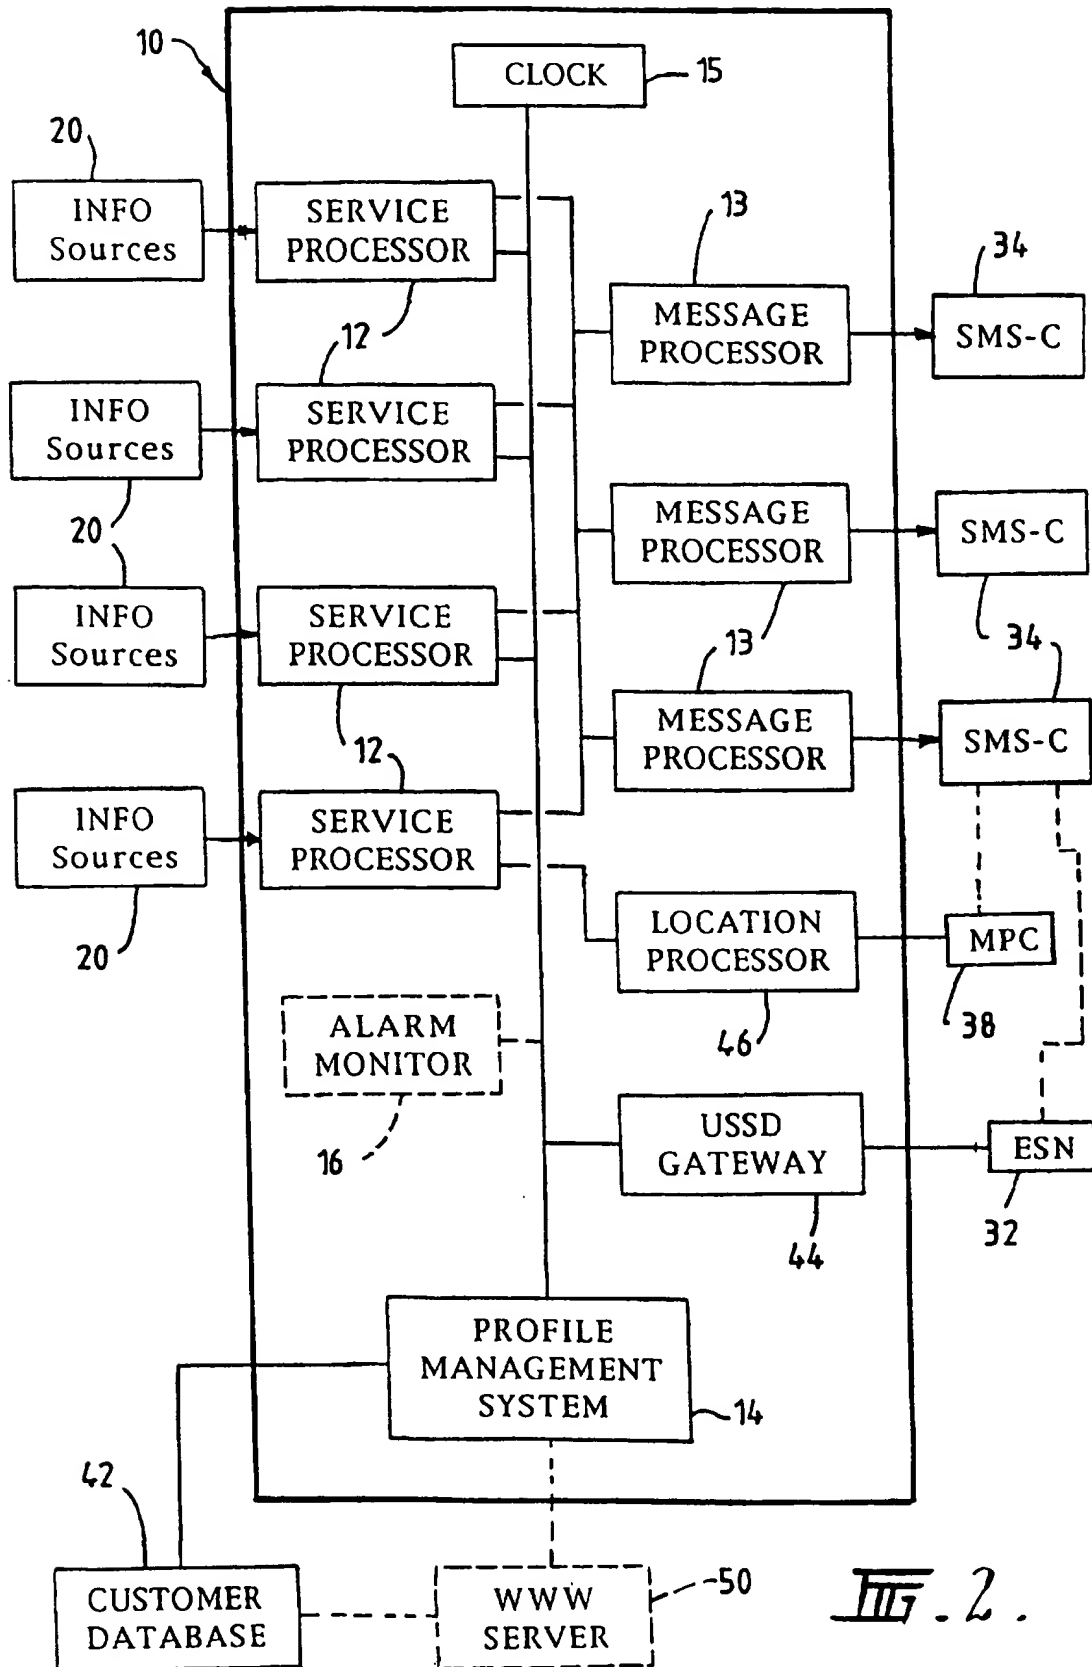 10
CLOCK
15
20
INFO
Sources
SERVICE
PROCESSOR
13
34
12
MESSAGE
PROCESSOR
SMS-C
INFO
Sources
SERVICE
PROCESSOR
20
MESSAGE
PROCESSOR
SMS-C
INFO
Sources
SERVICE
PROCESSOR
13
34
12
MESSAGE
PROCESSOR
SMS-C
INFO
Sources
SERVICE
PROCESSOR
20
LOCATION
PROCESSOR
MPC
46
38
ALARM
MONITOR
16
USSD
GATEWAY
ESN
44
32
PROFILE
MANAGEMENT
SYSTEM
14
42
CUSTOMER
DATABASE
WWW
SERVER
50
FIG. 2.